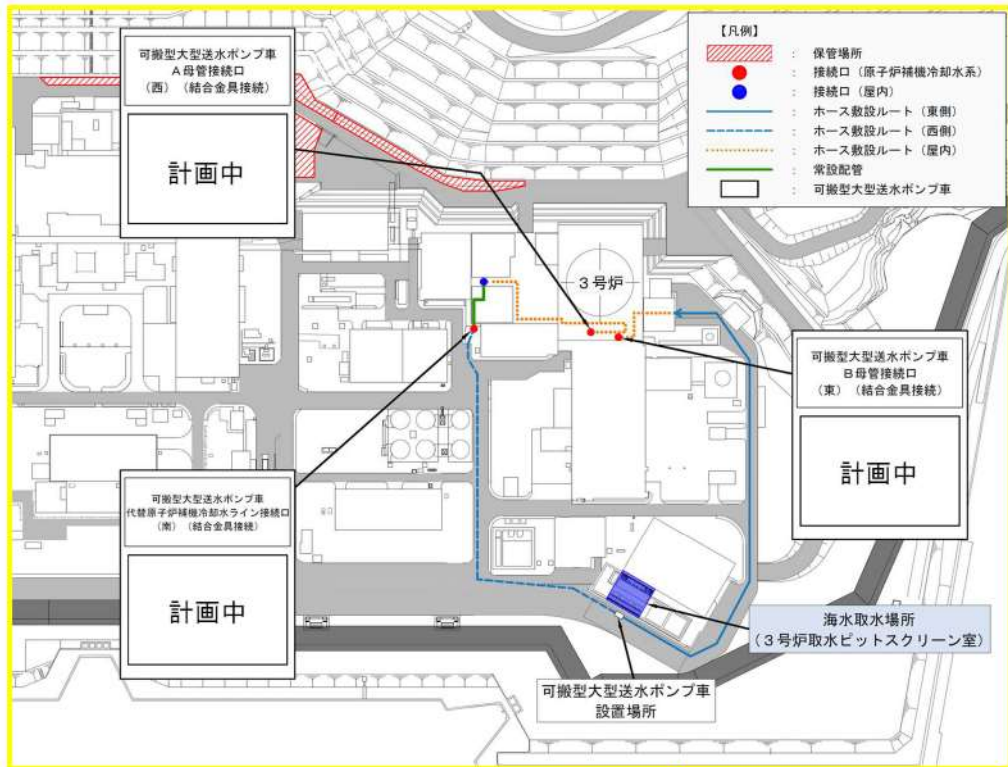 可搬型大型送水ポンプ車
A母管接続口
（西）（結合金具接続）
計画中
【凡例】
： 保管場所
： 接続口（原子炉補機冷却水系）
： 接続口（屋内）
： ホース敷設ルート（東側）
： ホース敷設ルート（西側）
： ホース敷設ルート（屋内）
： 常設配管
： 可搬型大型送水ポンプ車
３号炉
可搬型大型送水ポンプ車
B母管接続口
（東）（結合金具接続）
計画中
可搬型大型送水ポンプ車
代替原子炉補機冷却水ライン接続口
（南）（結合金具接続）
計画中
海水取水場所
（３号炉取水ピットスクリーン室）
可搬型大型送水ポンプ車
設置場所